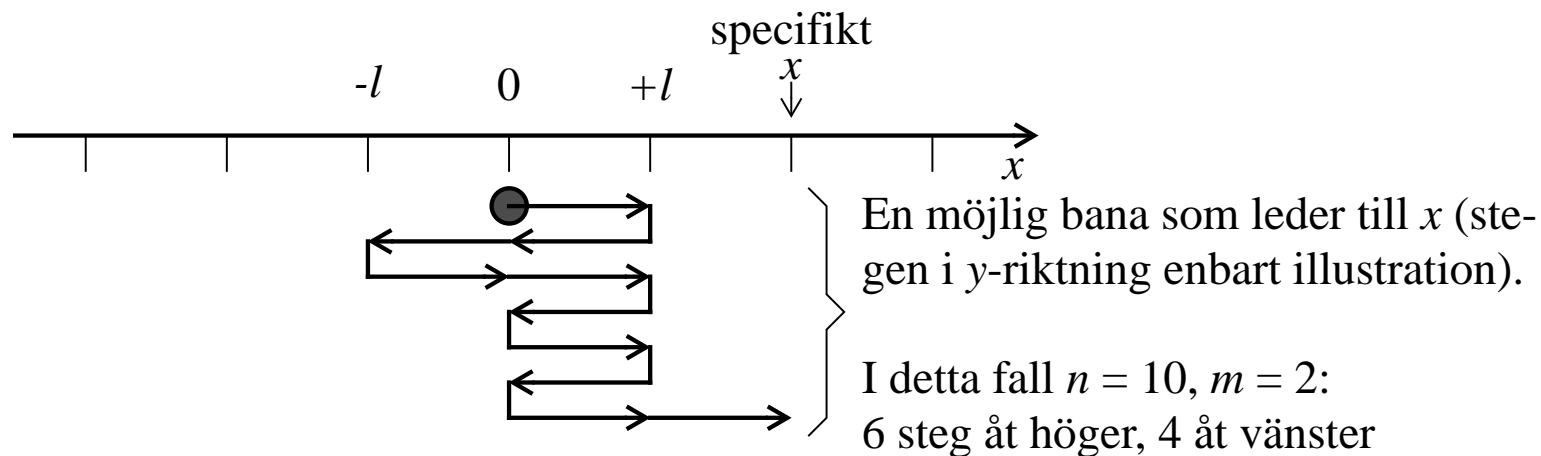 specifikt
x
-l 0 +l
x
En möjlig bana som leder till x (ste-
gen i y-riktning enbart illustration).
I detta fall n = 10, m = 2:
6 steg åt höger, 4 åt vänster